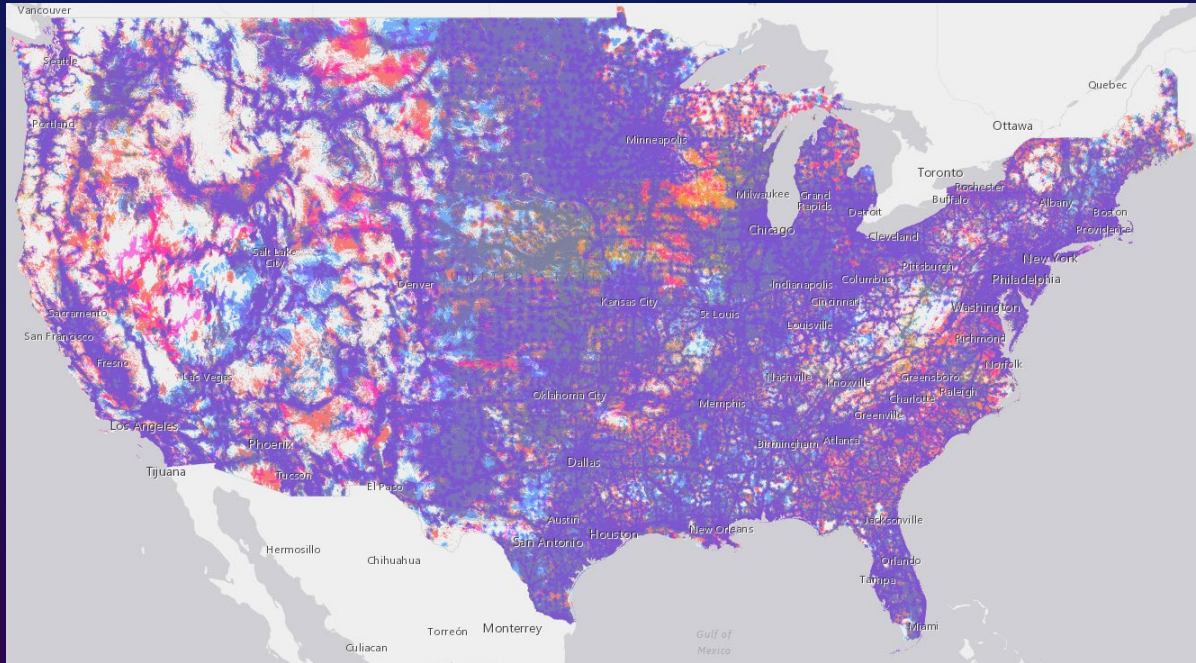 Vancouver
Seattle
Portland
Quebec
Ottawa
Minneapolis
Toronto
Rochester
Milwaukee
Grand
Rapids
Buffalo
Albany
Detroit
Boston
Providence
Chicago
Cleveland
New York
Salt Lake
City
Pittsburgh
Philadelphia
Denver
Indianapolis
Columbus
Kansas City
Cincinnat
Washington
Sacramento
St Louis
Louisville
San Francisco
Richmond
Fresno
Norfolk
Las Vegas
Nashville
Knoxville
Greensboro
Oklahoma City
Charlotte
Raleigh
Memphis
Greenville
Los Angeles
Phoenix
Birmingham
Atlanta
Tijuana
Tucson
Dallas
El Paso
Austin
Jacksonville
New Orleans
San Antonio
Houston
Hermosillo
Chihuahua
Orlando
Tampa
Torreón
Monterrey
Miami
Gulf of
Mexico
Culiacan